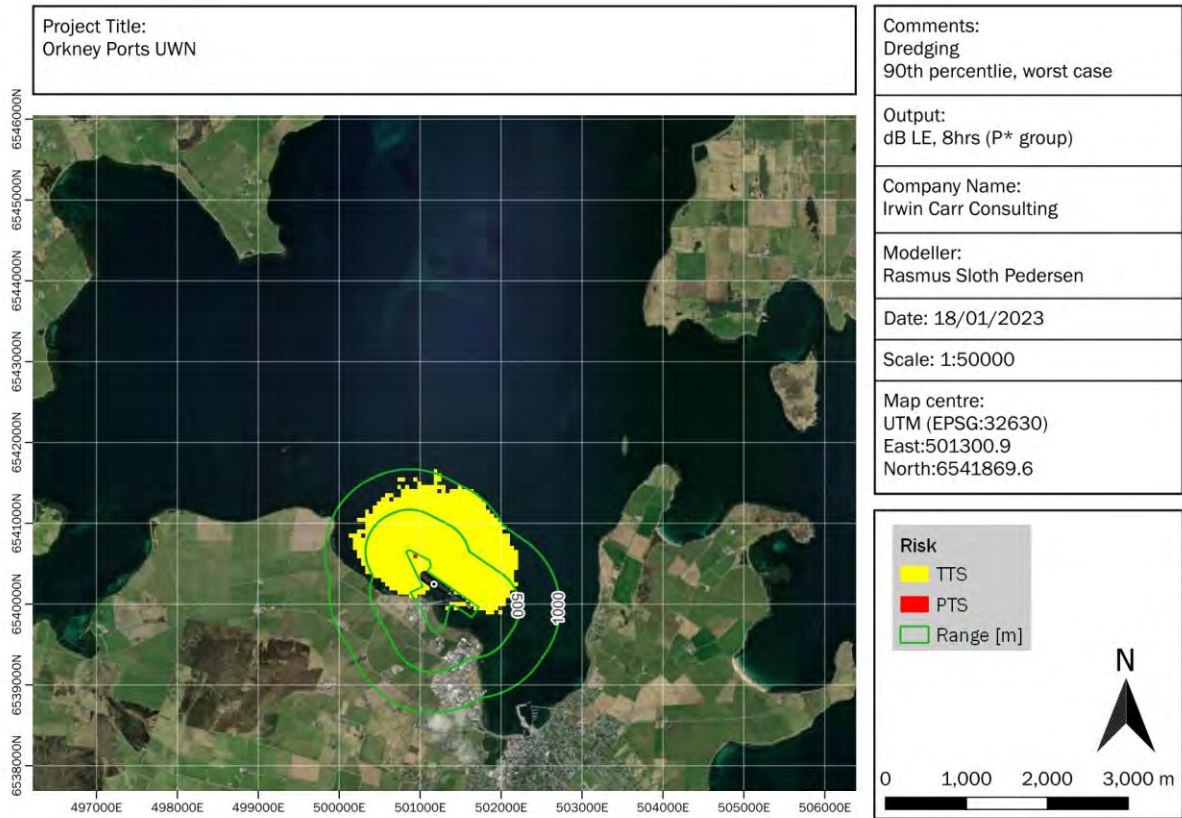 Project Title:
Orkney Ports UWN
Comments:
Dredging
90th percentlie, worst case
Output:
dB LE, 8hrs (P* group)
Company Name:
Irwin Carr Consulting
Modeller:
Rasmus Sloth Pedersen
Date: 18/01/2023
Scale: 1:50000
Map centre:
UTM (EPSG:32630)
East:501300.9
North:6541869.6
6546000N
6545000N
6544000N
6543000N
6542000N
6541000N
6540000N
6539000N
6538000N
500
1000
497000E 498000E 499000E 500000E 501000E 502000E 503000E 504000E 505000E 506000E
Risk
TTS
PTS
Range [m]
N
0 1,000 2,000 3,000 m